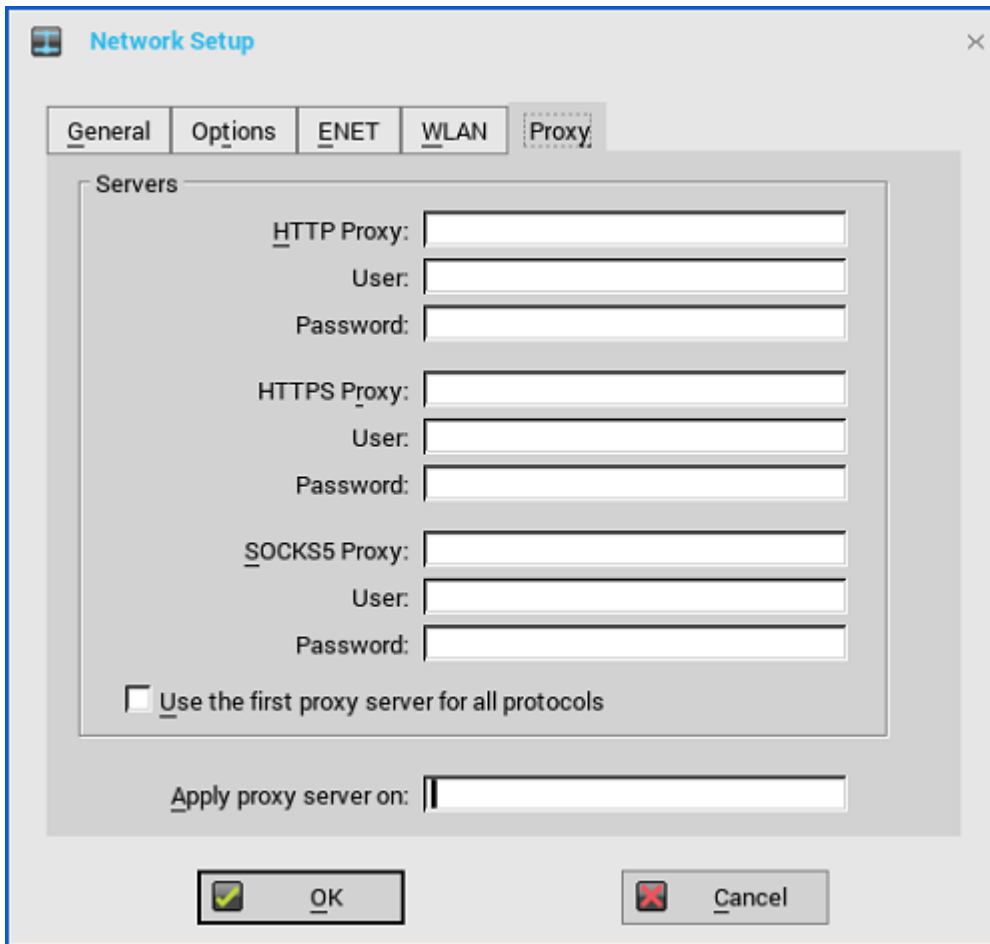 Network Setup
General Options ENET WLAN Proxy
Servers
HTTP Proxy:
User:
Password:
HTTPS Proxy:
User:
Password:
SOCKS5 Proxy:
User:
Password:
Use the first proxy server for all protocols
Apply proxy server on:
OK Cancel